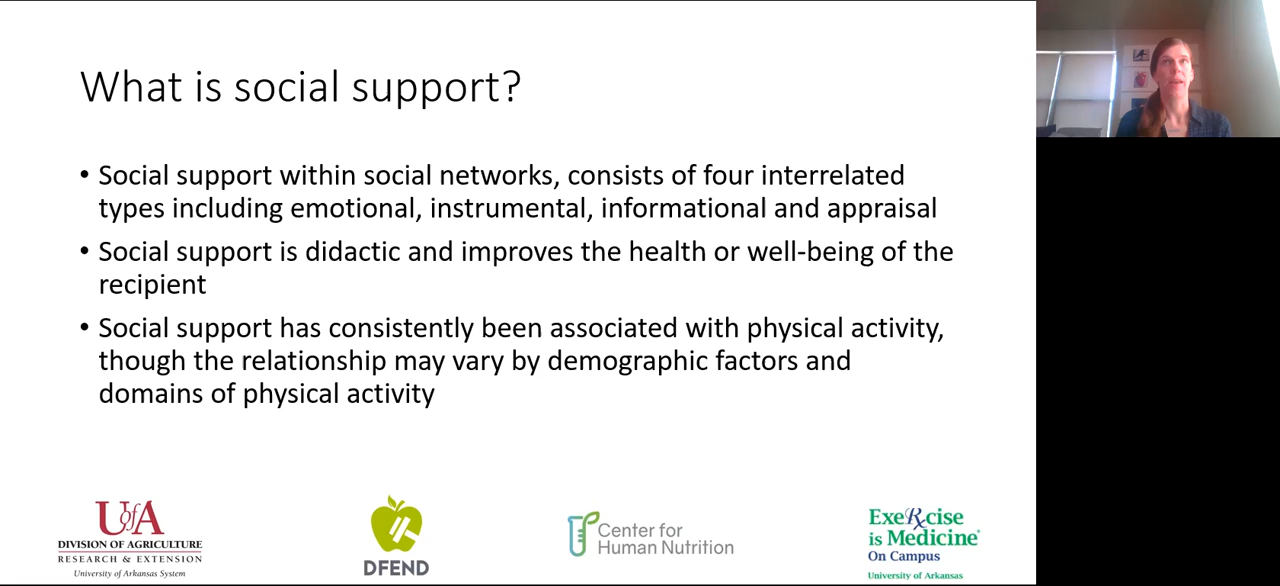 What is social support?
• Social support within social networks, consists of four interrelated
types including emotional, instrumental, informational and appraisal
• Social support is didactic and improves the health or well-being of the
recipient
• Social support has consistently been associated with physical activity,
though the relationship may vary by demographic factors and
domains of physical activity
UofA
DIVISION OF AGRICULTURE
RESEARCH & EXTENSION
University of Arkansas System
DFEND
Center for
Human Nutrition
ExeRxcise
is Medicine®
On Campus
University of Arkansas